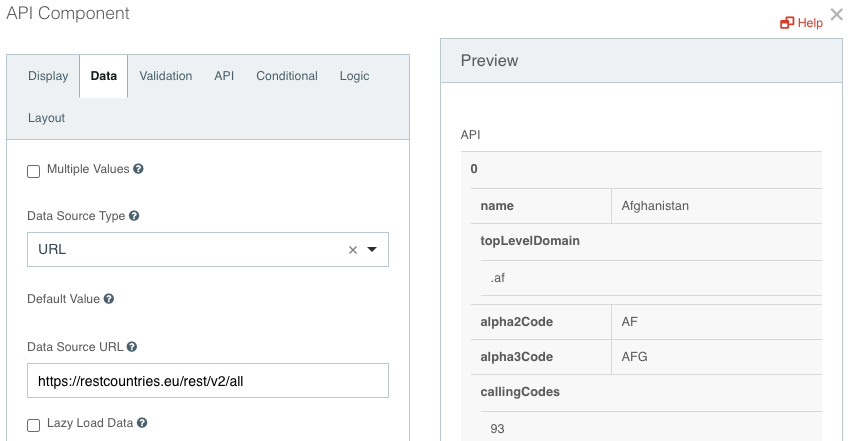 API Component
Help
Display Data Validation API Conditional Logic
Layout
Multiple Values
Data Source Type
URL
Default Value
Data Source URL
https://restcountries.eu/rest/v2/all
Lazy Load Data
Preview
API
0
name Afghanistan
topLevelDomain
.af
alpha2Code AF
alpha3Code AFG
callingCodes
93